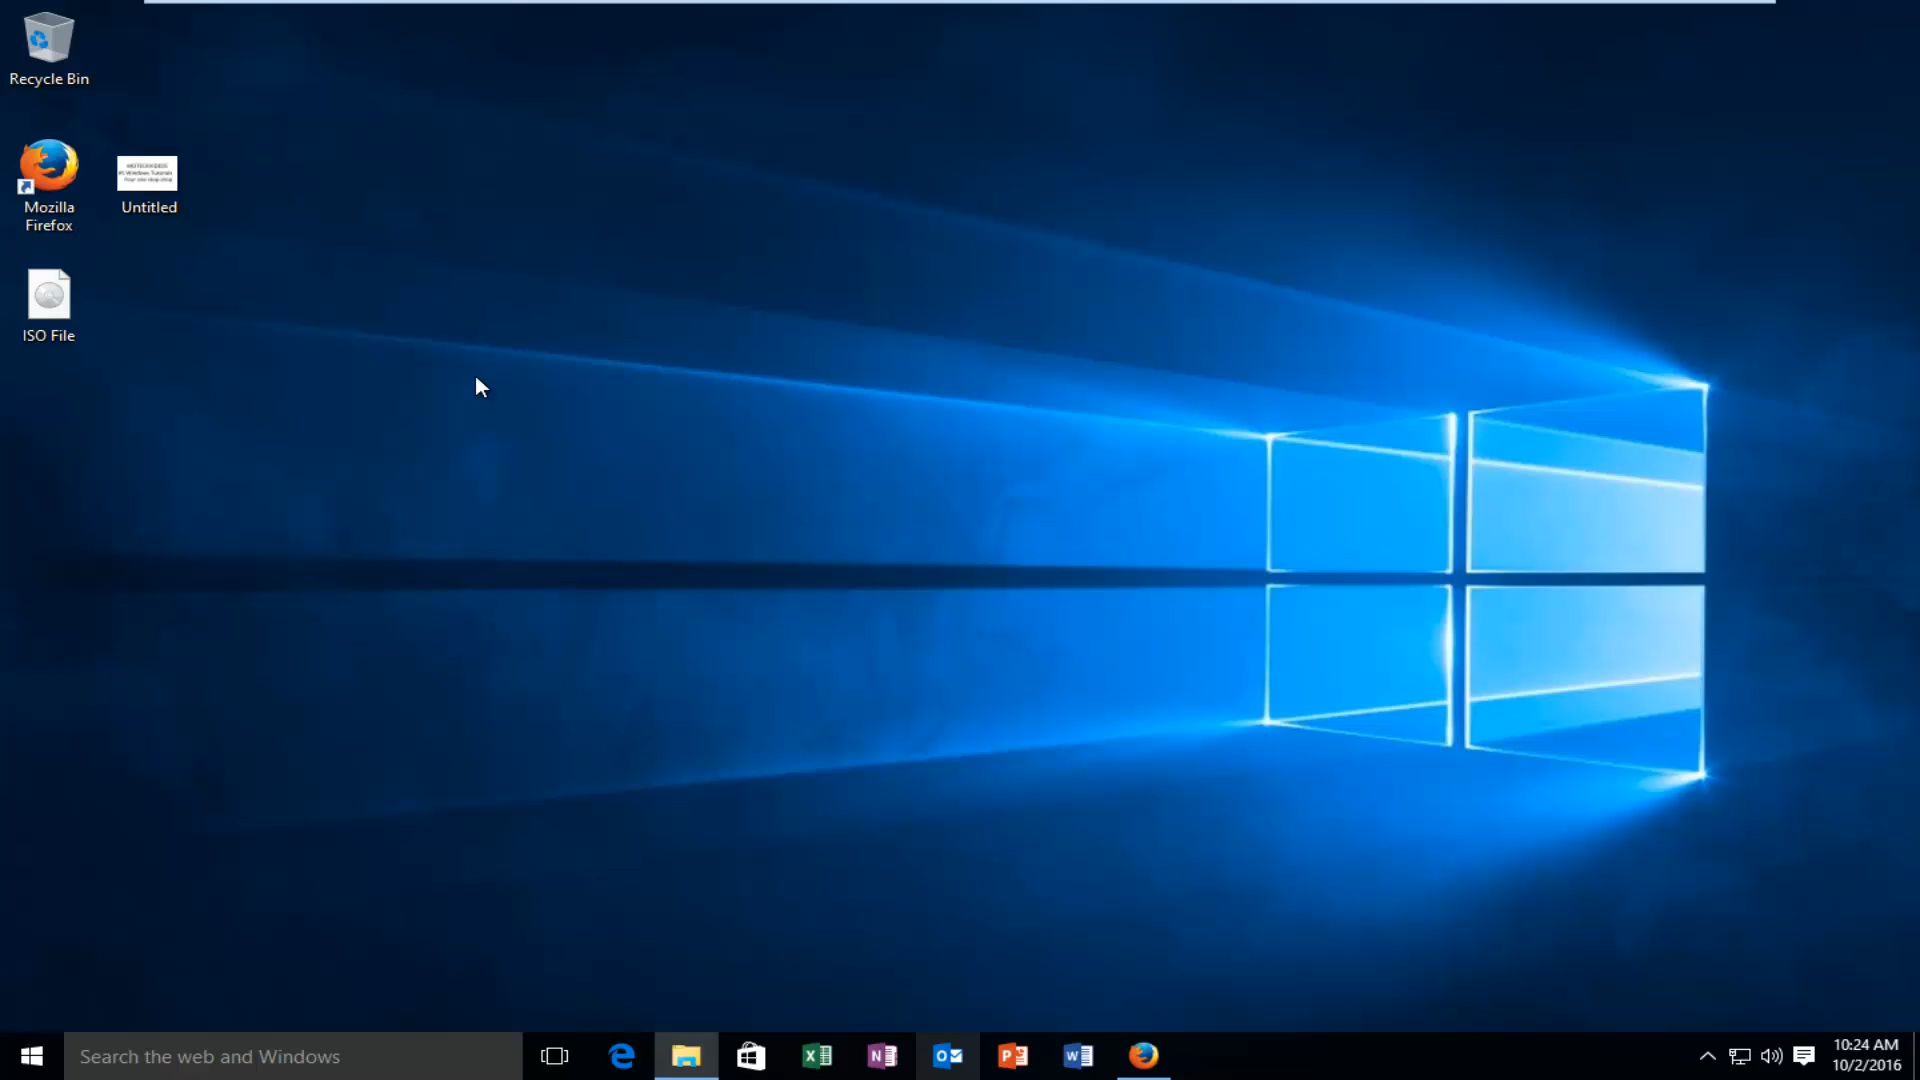 Recycle Bin
Mozilla
Firefox
Untitled
ISO File
Search the web and Windows
10:24 AM
10/2/2016